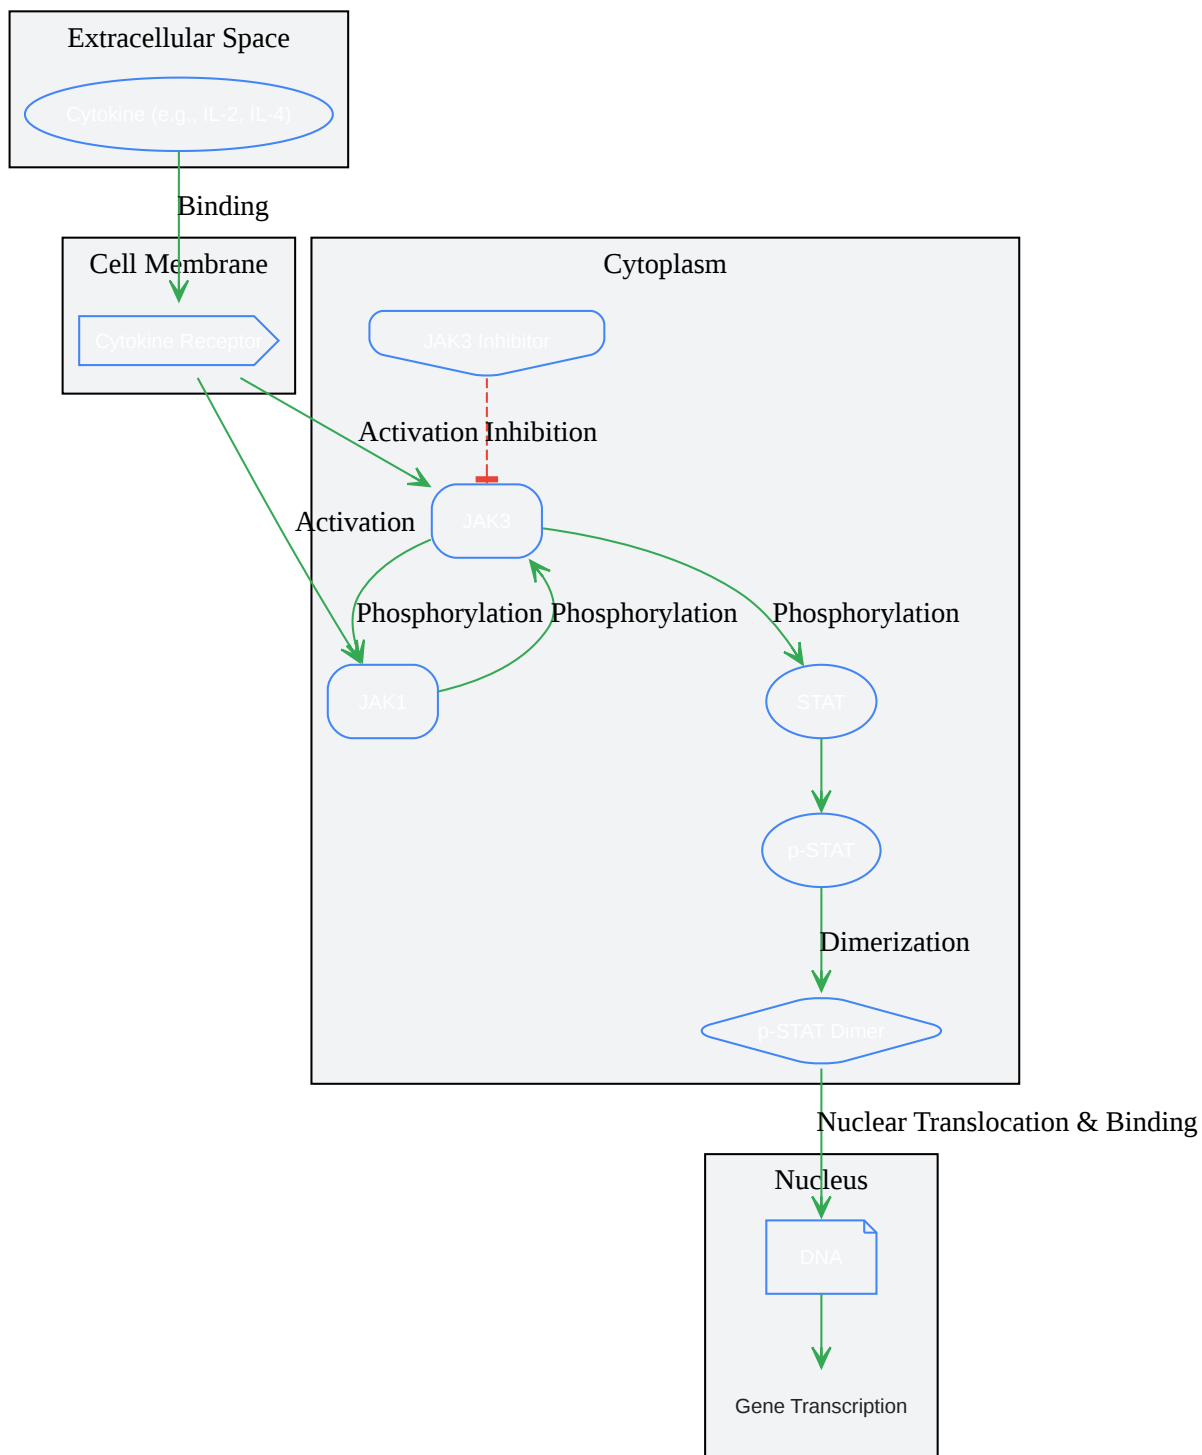 Extracellular Space
Cytokine (e.g., IL-2, IL-4)
Binding
Cell Membrane
Cytokine Receptor
Cytoplasm
JAK3 Inhibitor
Activation
Inhibition
JAK3
Activation
Phosphorylation
Phosphorylation
Phosphorylation
JAK1
STAT
p-STAT
Dimerization
p-STAT Dimer
Nuclear Translocation & Binding
Nucleus
DNA
Gene Transcription